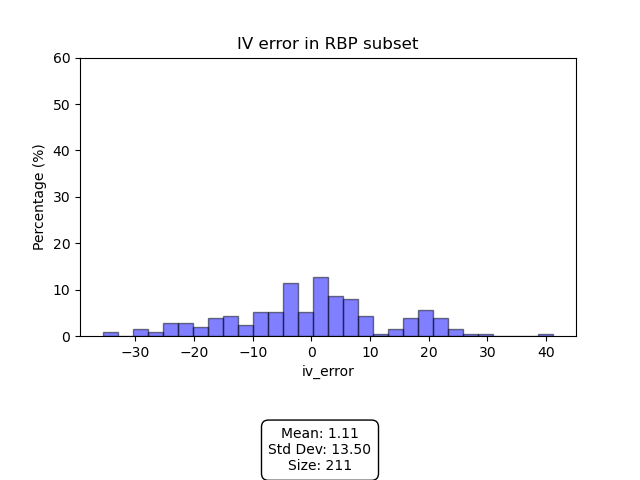 IV error in RBP subset
60
50
40
30
20
10
0
Percentage (%)
−30 −20 −10 0 10 20 30 40
iv_error
Mean: 1.11
Std Dev: 13.50
Size: 211